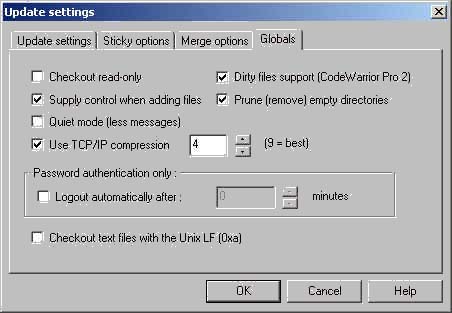 Update settings
Update settings
Sticky options
Merge options
Globals
Checkout read-only
Dirty files support (CodeWarrior Pro 2)
Supply control when adding files
Prune (remove) empty directories
Quiet mode (less messages)
Use TCP/IP compression
4
(9 = best)
Password authentication only :
Logout automatically after :
0
minutes
Checkout text files with the Unix LF (0xa)
OK
Cancel
Help